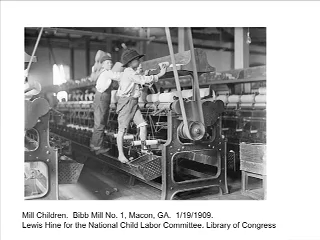 Mill Children. Bibb Mill No. 1, Macon, GA. 1/19/1909.
Lewis Hine for the National Child Labor Committee. Library of Congress